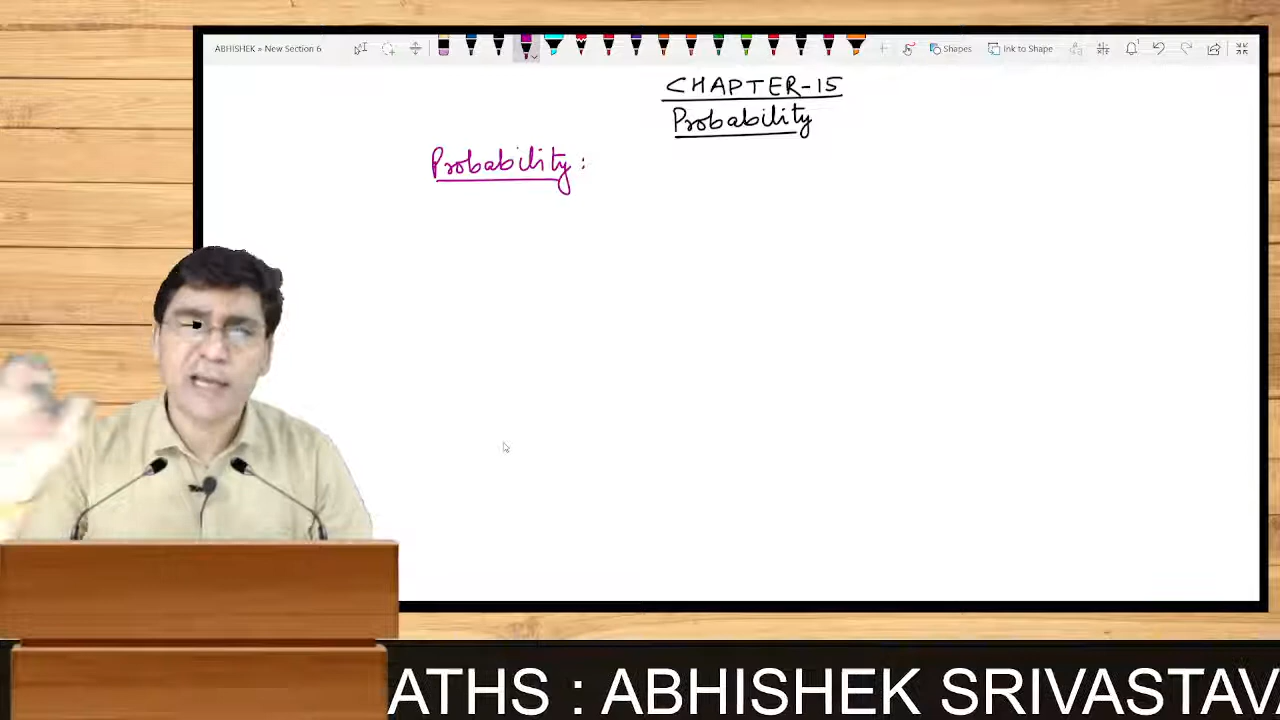 ABHISHEK » New Section 6
Shapes
Ink to Shape
CHAPTER-15
Probability
Probability :
ATHS : ABHISHEK SRIVASTAV